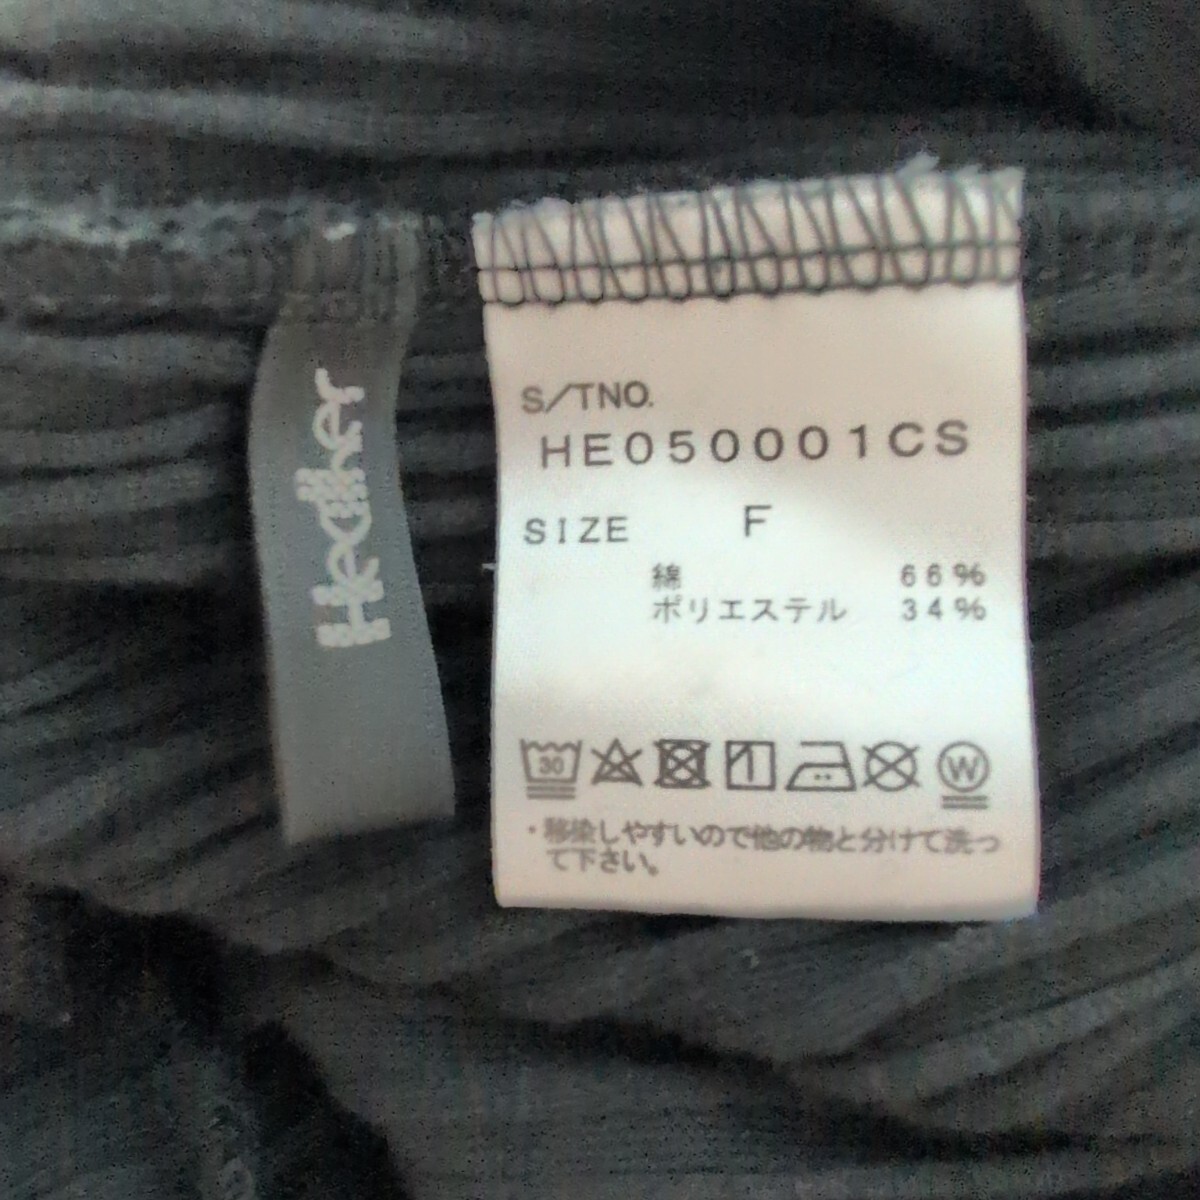 Hedther
S/TNO.
HE050001CS
SIZE F
綿 66%
ポリエステル 34%
30
W
・移染しやすいので他の物と分けて洗っ
て下さい。